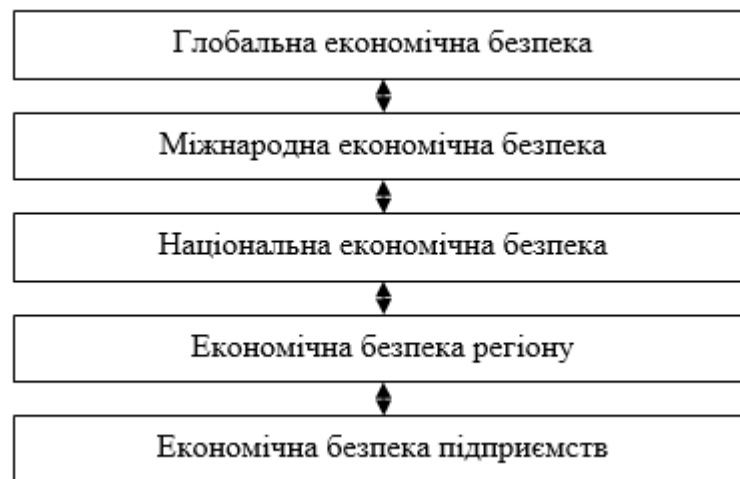 Глобальна економічна безпека
Міжнародна економічна безпека
Національна економічна безпека
Економічна безпека регіону
Економічна безпека підприємств